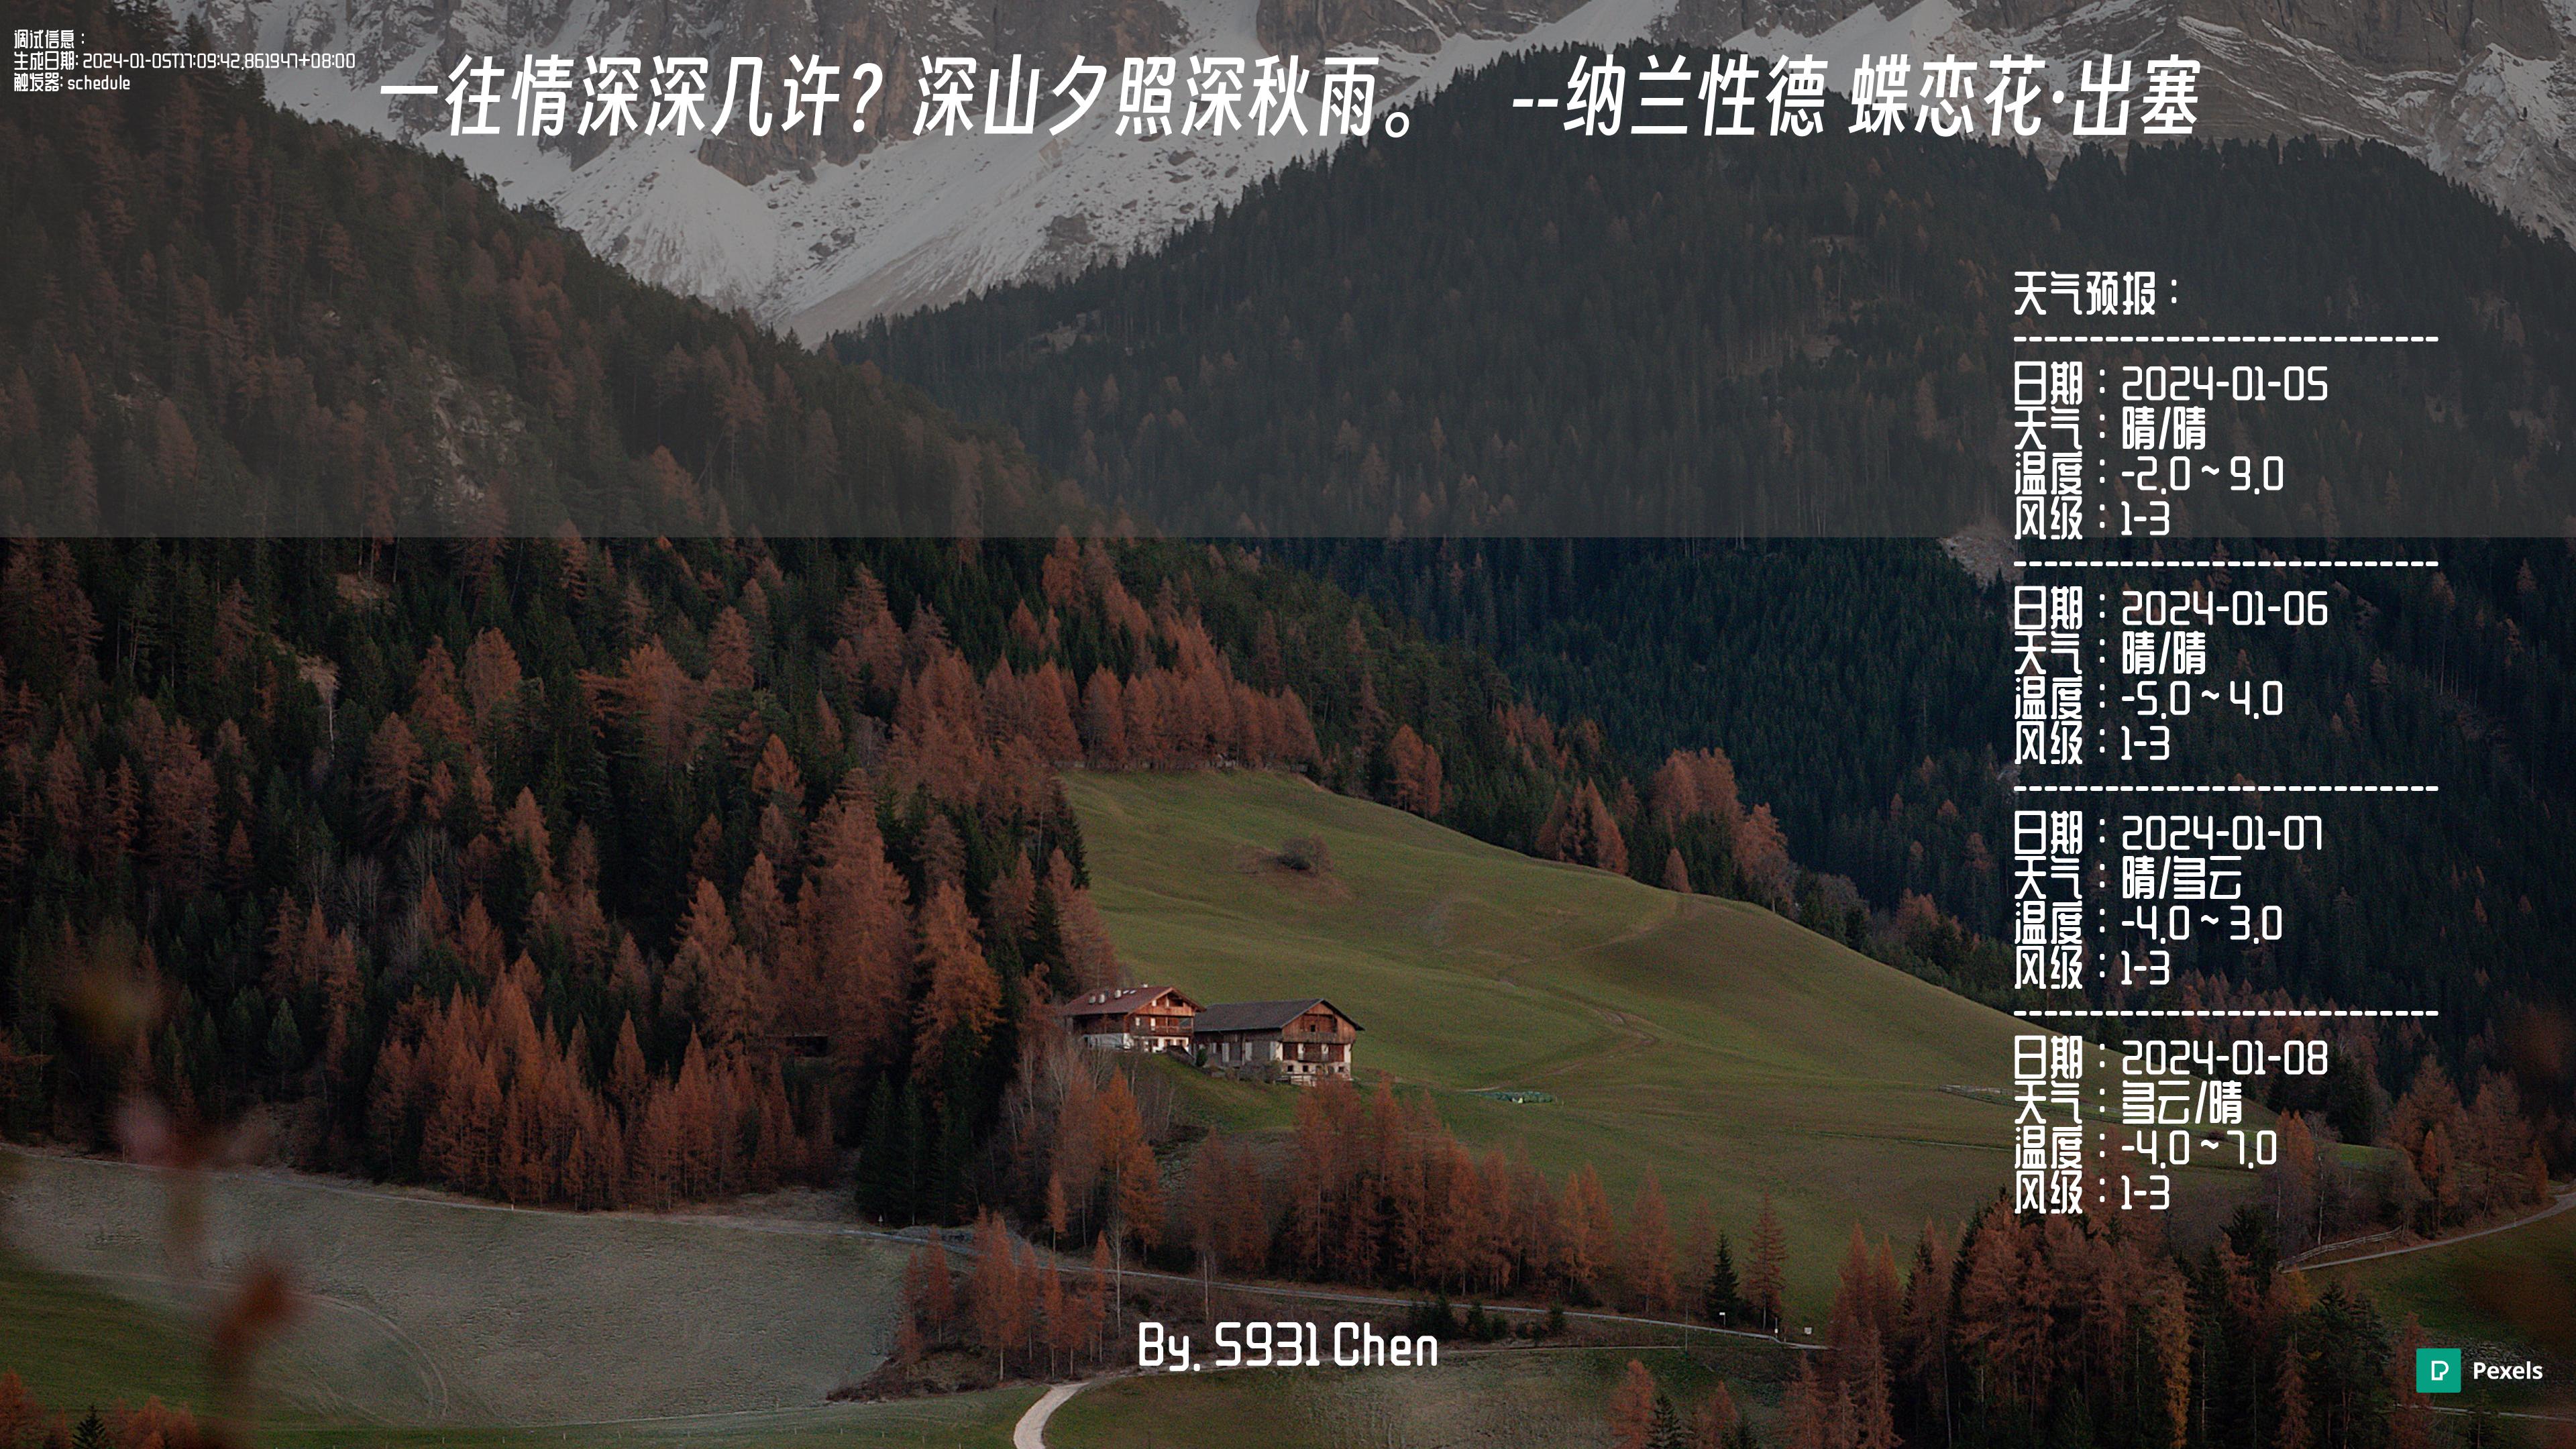 调试信息：
生成日期: 2024-01-05T17:09:42.861947+08:00
触发器: schedule
一往情深深几许？深山夕照深秋雨。 --纳兰性德 蝶恋花·出塞
天气预报：
----------------------------
日期：2024-01-05
天气：晴/晴
温度：-2.0 ~ 9.0
风级：1-3
----------------------------
日期：2024-01-06
天气：晴/晴
温度：-5.0 ~ 4.0
风级：1-3
----------------------------
日期：2024-01-07
天气：晴/多云
温度：-4.0 ~ 3.0
风级：1-3
----------------------------
日期：2024-01-08
天气：多云/晴
温度：-4.0 ~ 7.0
风级：1-3
By. S931 Chen
Pexels